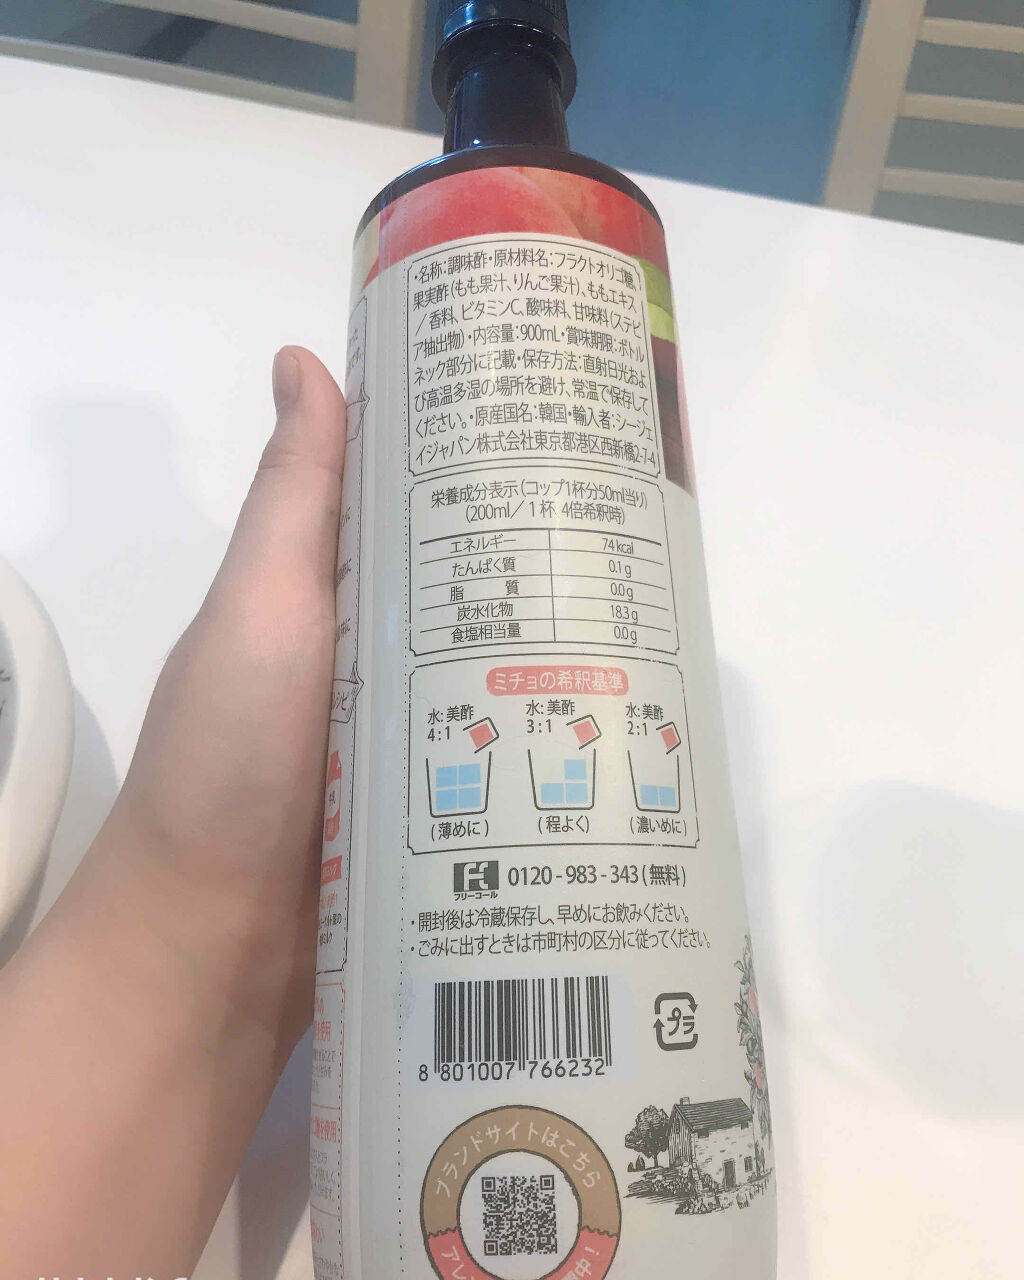 ・名称:調味酢・原材料名:フラクトオリゴ糖、
果実酢(もも果汁、りんご果汁)、ももエキス
/香料、ビタミンC、酸味料、甘味料(ステビ
ア抽出物)・内容量:900mL・賞味期限:ボトル
ネック部分に記載・保存方法:直射日光およ
び高温多湿の場所を避け、常温で保存して
ください。・原産国名:韓国・輸入者:シージェ
イジャパン株式会社東京都港区西新橋2-7-4
栄養成分表示(コップ1杯分50ml当り)
(200ml/1杯 4倍希釈時)
エネルギー 74kcal
たんぱく質 0.1g
脂 質 0.0g
炭水化物 18.3g
食塩相当量 0.0g
ミチョの希釈基準
水:美酢 水:美酢 水:美酢
4:1 3:1 2:1
(薄めに) (程よく) (濃いめに)
フリーコール 0120-983-343(無料)
・開封後は冷蔵保存し、早めにお飲みください。
・ごみに出すときは市町村の区分に従ってください。
プラ
8 801007 766232
ブランドサイトはこちら